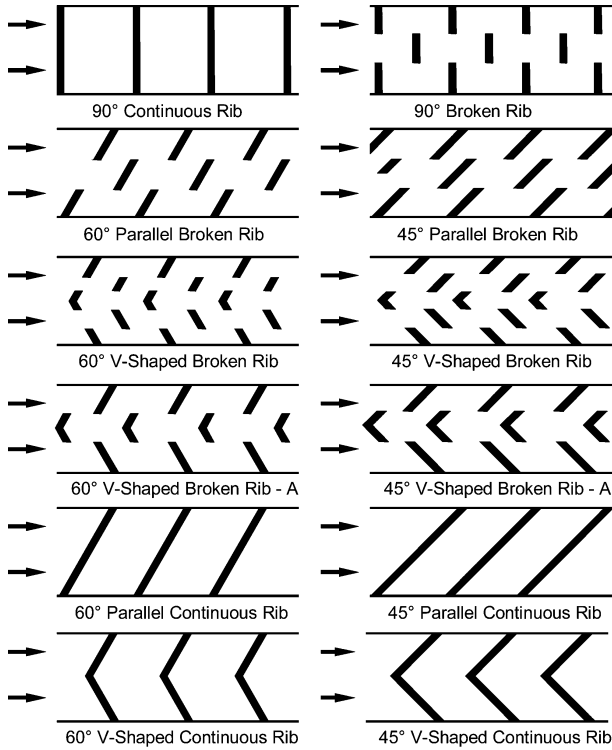 90° Continuous Rib
90° Broken Rib
60° Parallel Broken Rib
45° Parallel Broken Rib
60° V-Shaped Broken Rib
45° V-Shaped Broken Rib
60° V-Shaped Broken Rib - A
45° V-Shaped Broken Rib - A
60° Parallel Continuous Rib
45° Parallel Continuous Rib
60° V-Shaped Continuous Rib
45° V-Shaped Continuous Rib